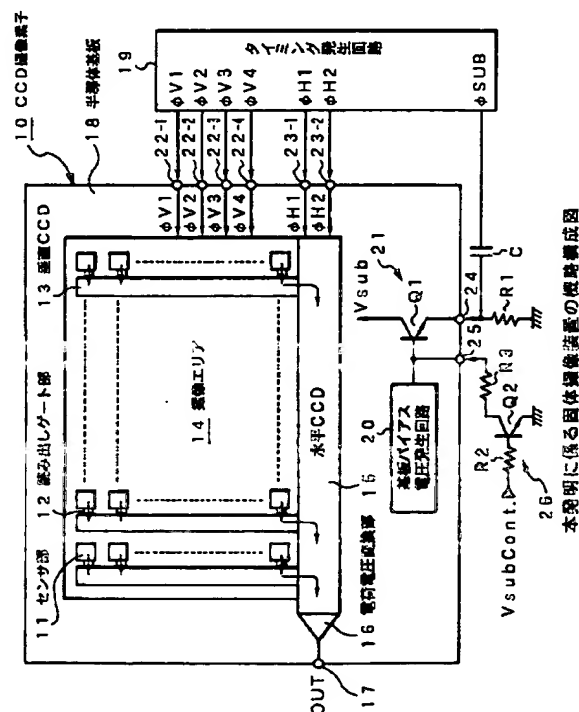 10 CCD撮像素子
18 半導体基板
19
タイミング発生回路
φV1
φV2
φV3
φV4
φH1
φH2
φSUB
22-1
22-2
22-3
22-4
23-1
23-2
φV1
φV2
φV3
φV4
φH1
φH2
11 センサ部
12 読み出しゲート部
13 垂直CCD
14 撮像エリア
水平CCD
15
16 電荷電圧変換部
OUT
17
20
基板バイアス
電圧発生回路
Vsub
21
Q1
24
25
C
R1
R3
Q2
R2
26
VsubCont.
本発明に係る固体撮像装置の概略構成図